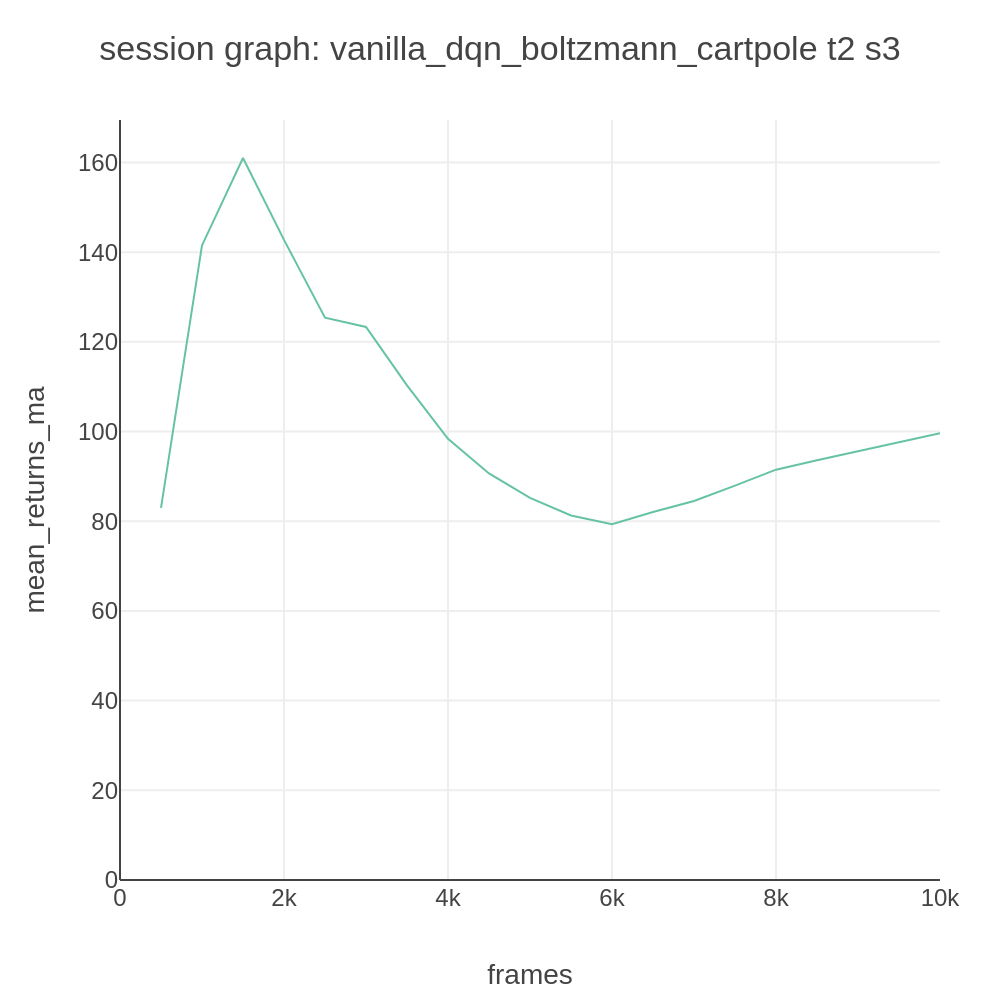 session graph: vanilla_dqn_boltzmann_cartpole t2 s3
mean_returns_ma
160
140
120
100
80
60
40
20
0
0 2k 4k 6k 8k 10k
frames